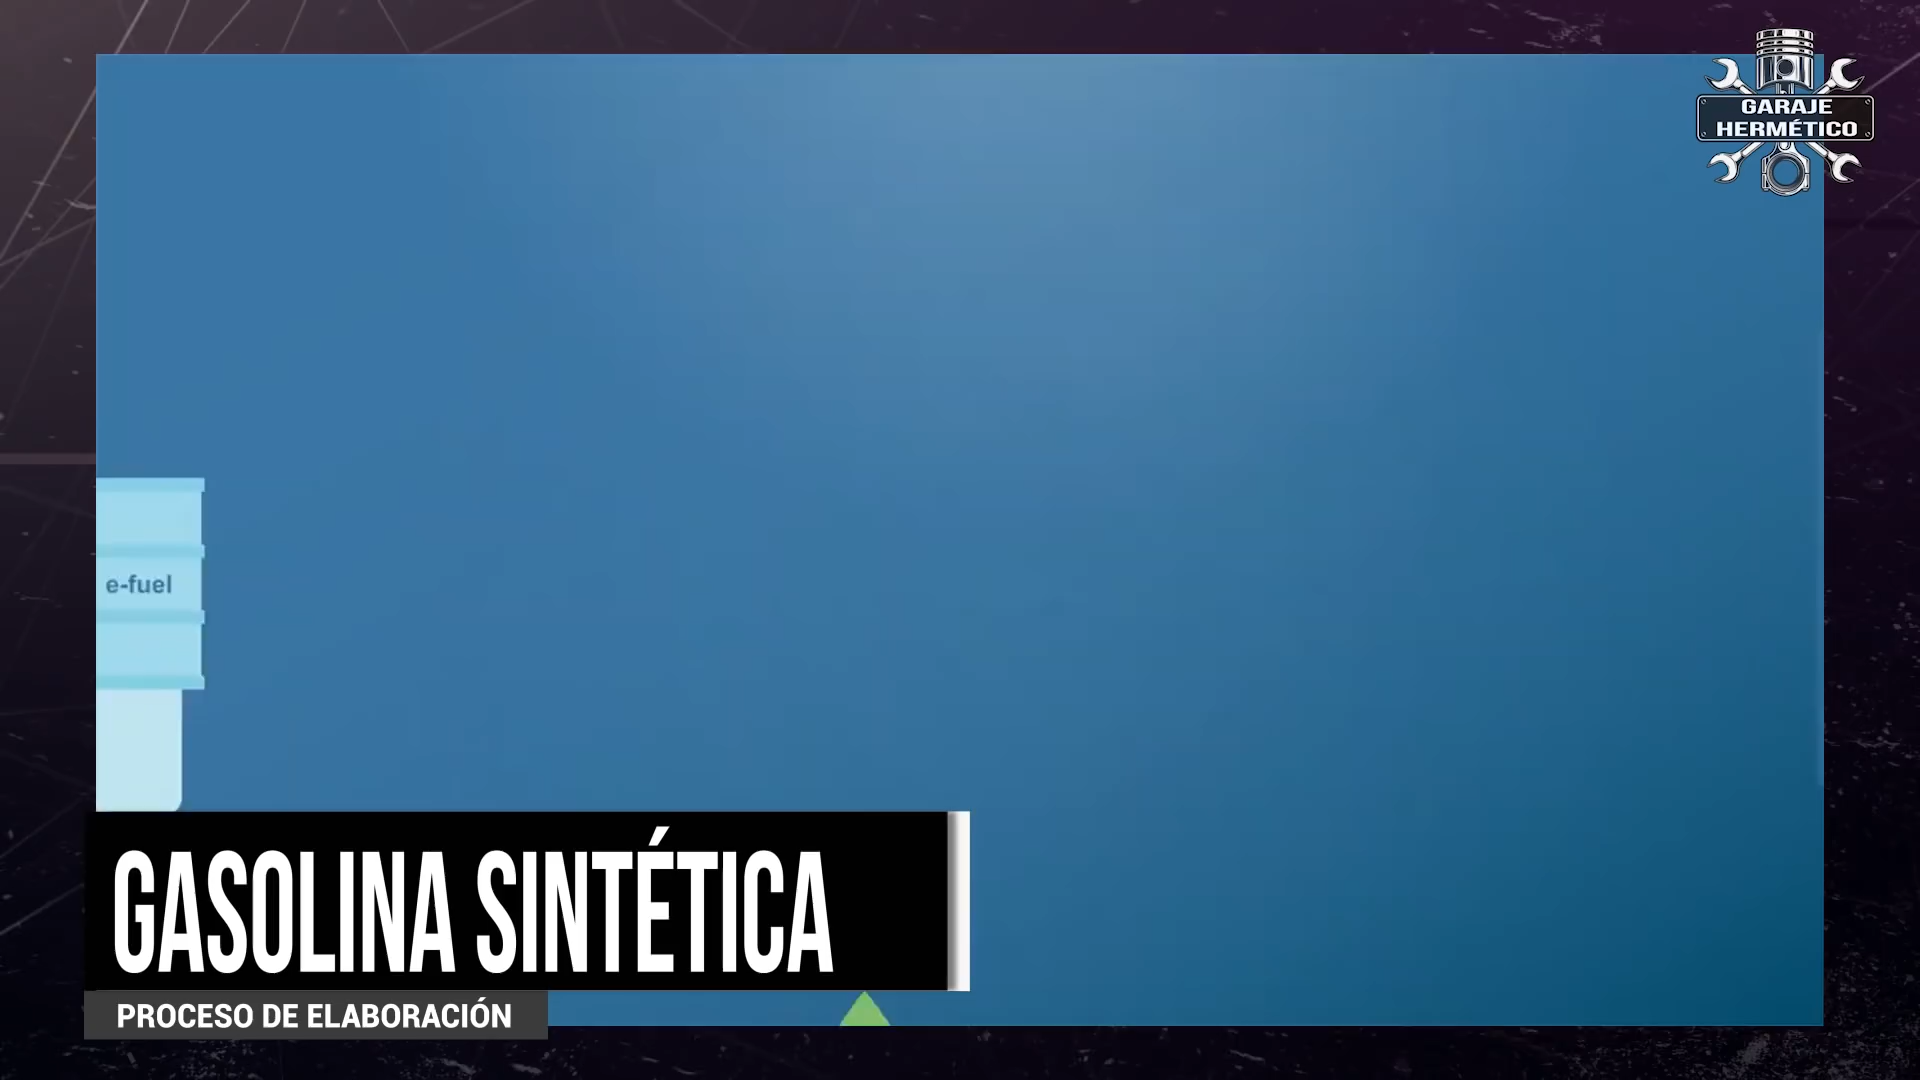 GARAJE
HERMÉTICO
e-fuel
GASOLINA SINTÉTICA
PROCESO DE ELABORACIÓN